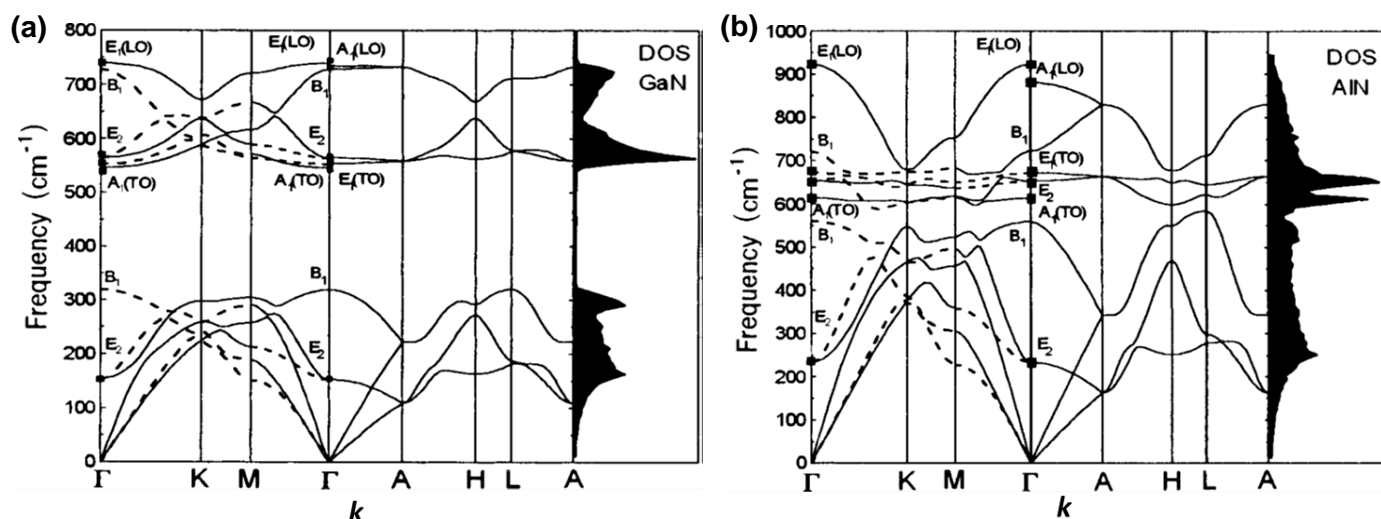 (a)
800
700
600
500
400
300
200
100
0
Frequency (cm⁻¹)
E₁(LO)
B₁
E₂
A₁(TO)
B₁
E₂
E₁(LO)
A₁(LO)
B₁
E₂
A₁(TO)
E₁(TO)
B₁
E₂
DOS
GaN
Γ K M Γ A H L A
k
(b)
1000
900
800
700
600
500
400
300
200
100
0
Frequency (cm⁻¹)
E₁(LO)
B₁
A₁(TO)
B₁
E₂
E₁(LO)
A₁(LO)
B₁
E₁(TO)
E₂
A₁(TO)
B₁
E₂
DOS
AlN
Γ K M Γ A H L A
k